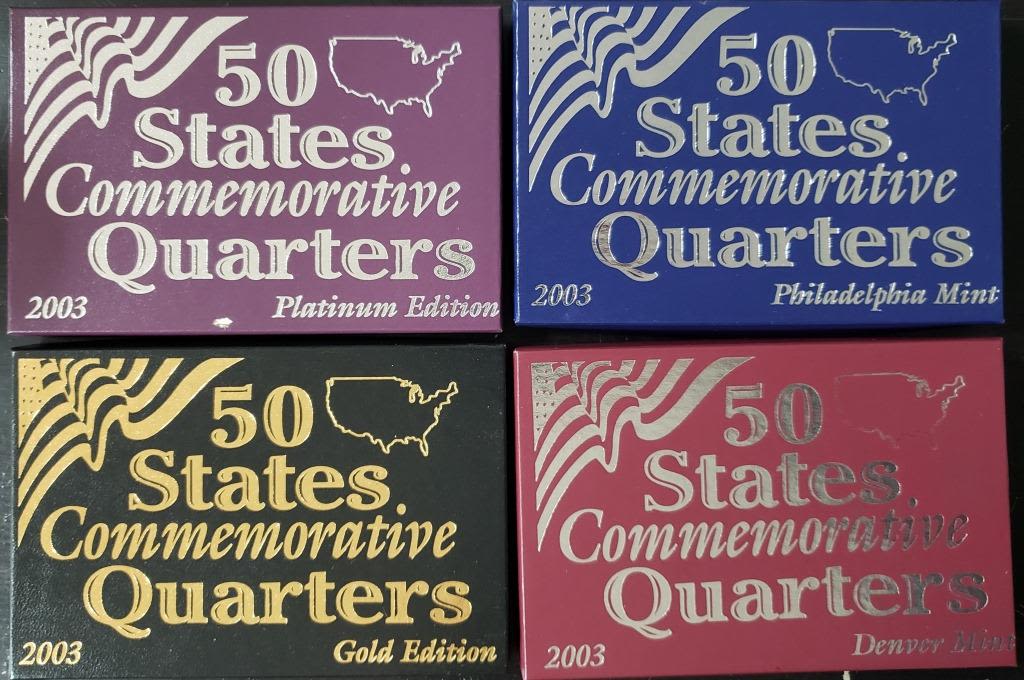 50
States
Commemorative
Quarters
2003 Platinum Edition
50
States
Commemorative
Quarters
2003 Philadelphia Mint
50
States
Commemorative
Quarters
2003 Gold Edition
50
States
Commemorative
Quarters
2003 Denver Mint